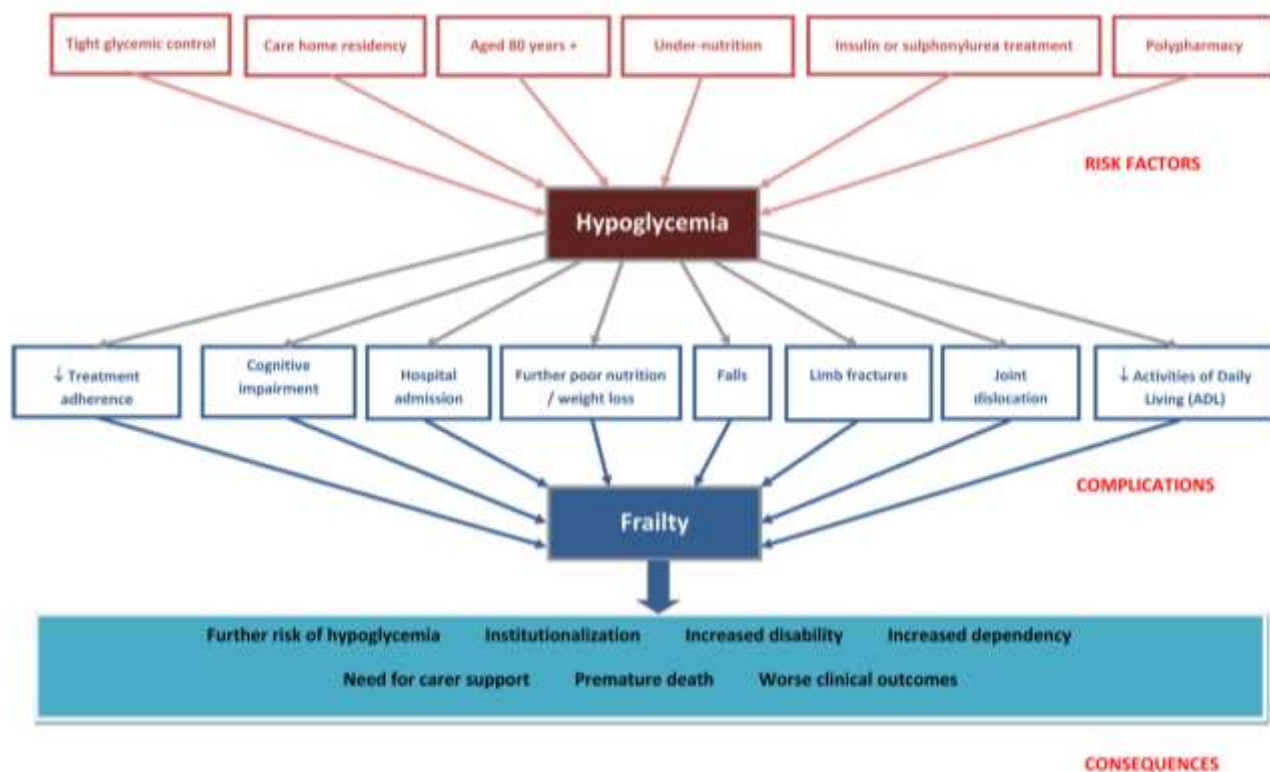 Tight glycemic control
Care home residency
Aged 80 years +
Under-nutrition
Insulin or sulphonylurea treatment
Polypharmacy
RISK FACTORS
Hypoglycemia
↓ Treatment
adherence
Cognitive
impairment
Hospital
admission
Further poor nutrition
/ weight loss
Falls
Limb fractures
Joint
dislocation
↓ Activities of Daily
Living (ADL)
COMPLICATIONS
Frailty
Further risk of hypoglycemia Institutionalization Increased disability Increased dependency
Need for carer support Premature death Worse clinical outcomes
CONSEQUENCES